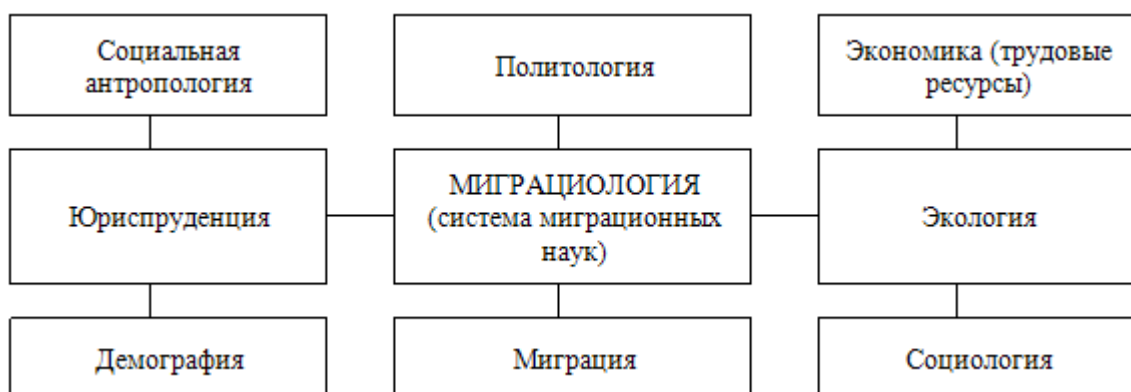 Социальная
антропология
Политология
Экономика (трудовые
ресурсы)
Юриспруденция
МИГРАЦИОЛОГИЯ
(система миграционных
наук)
Экология
Демография
Миграция
Социология